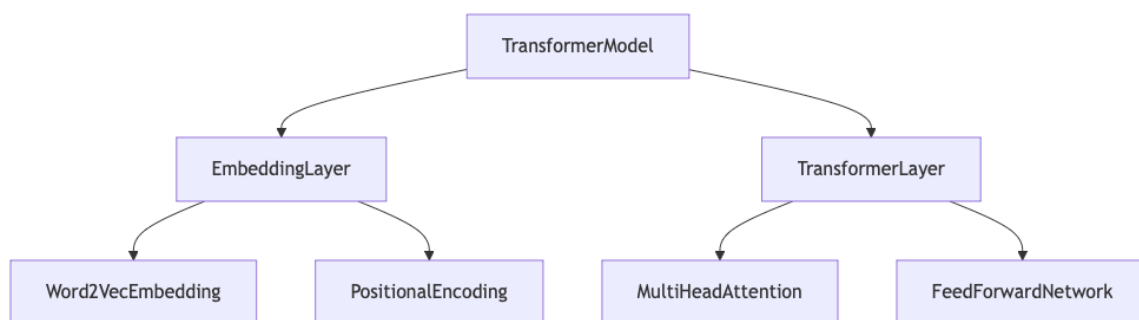 TransformerModel
EmbeddingLayer
TransformerLayer
Word2VecEmbedding
PositionalEncoding
MultiHeadAttention
FeedForwardNetwork